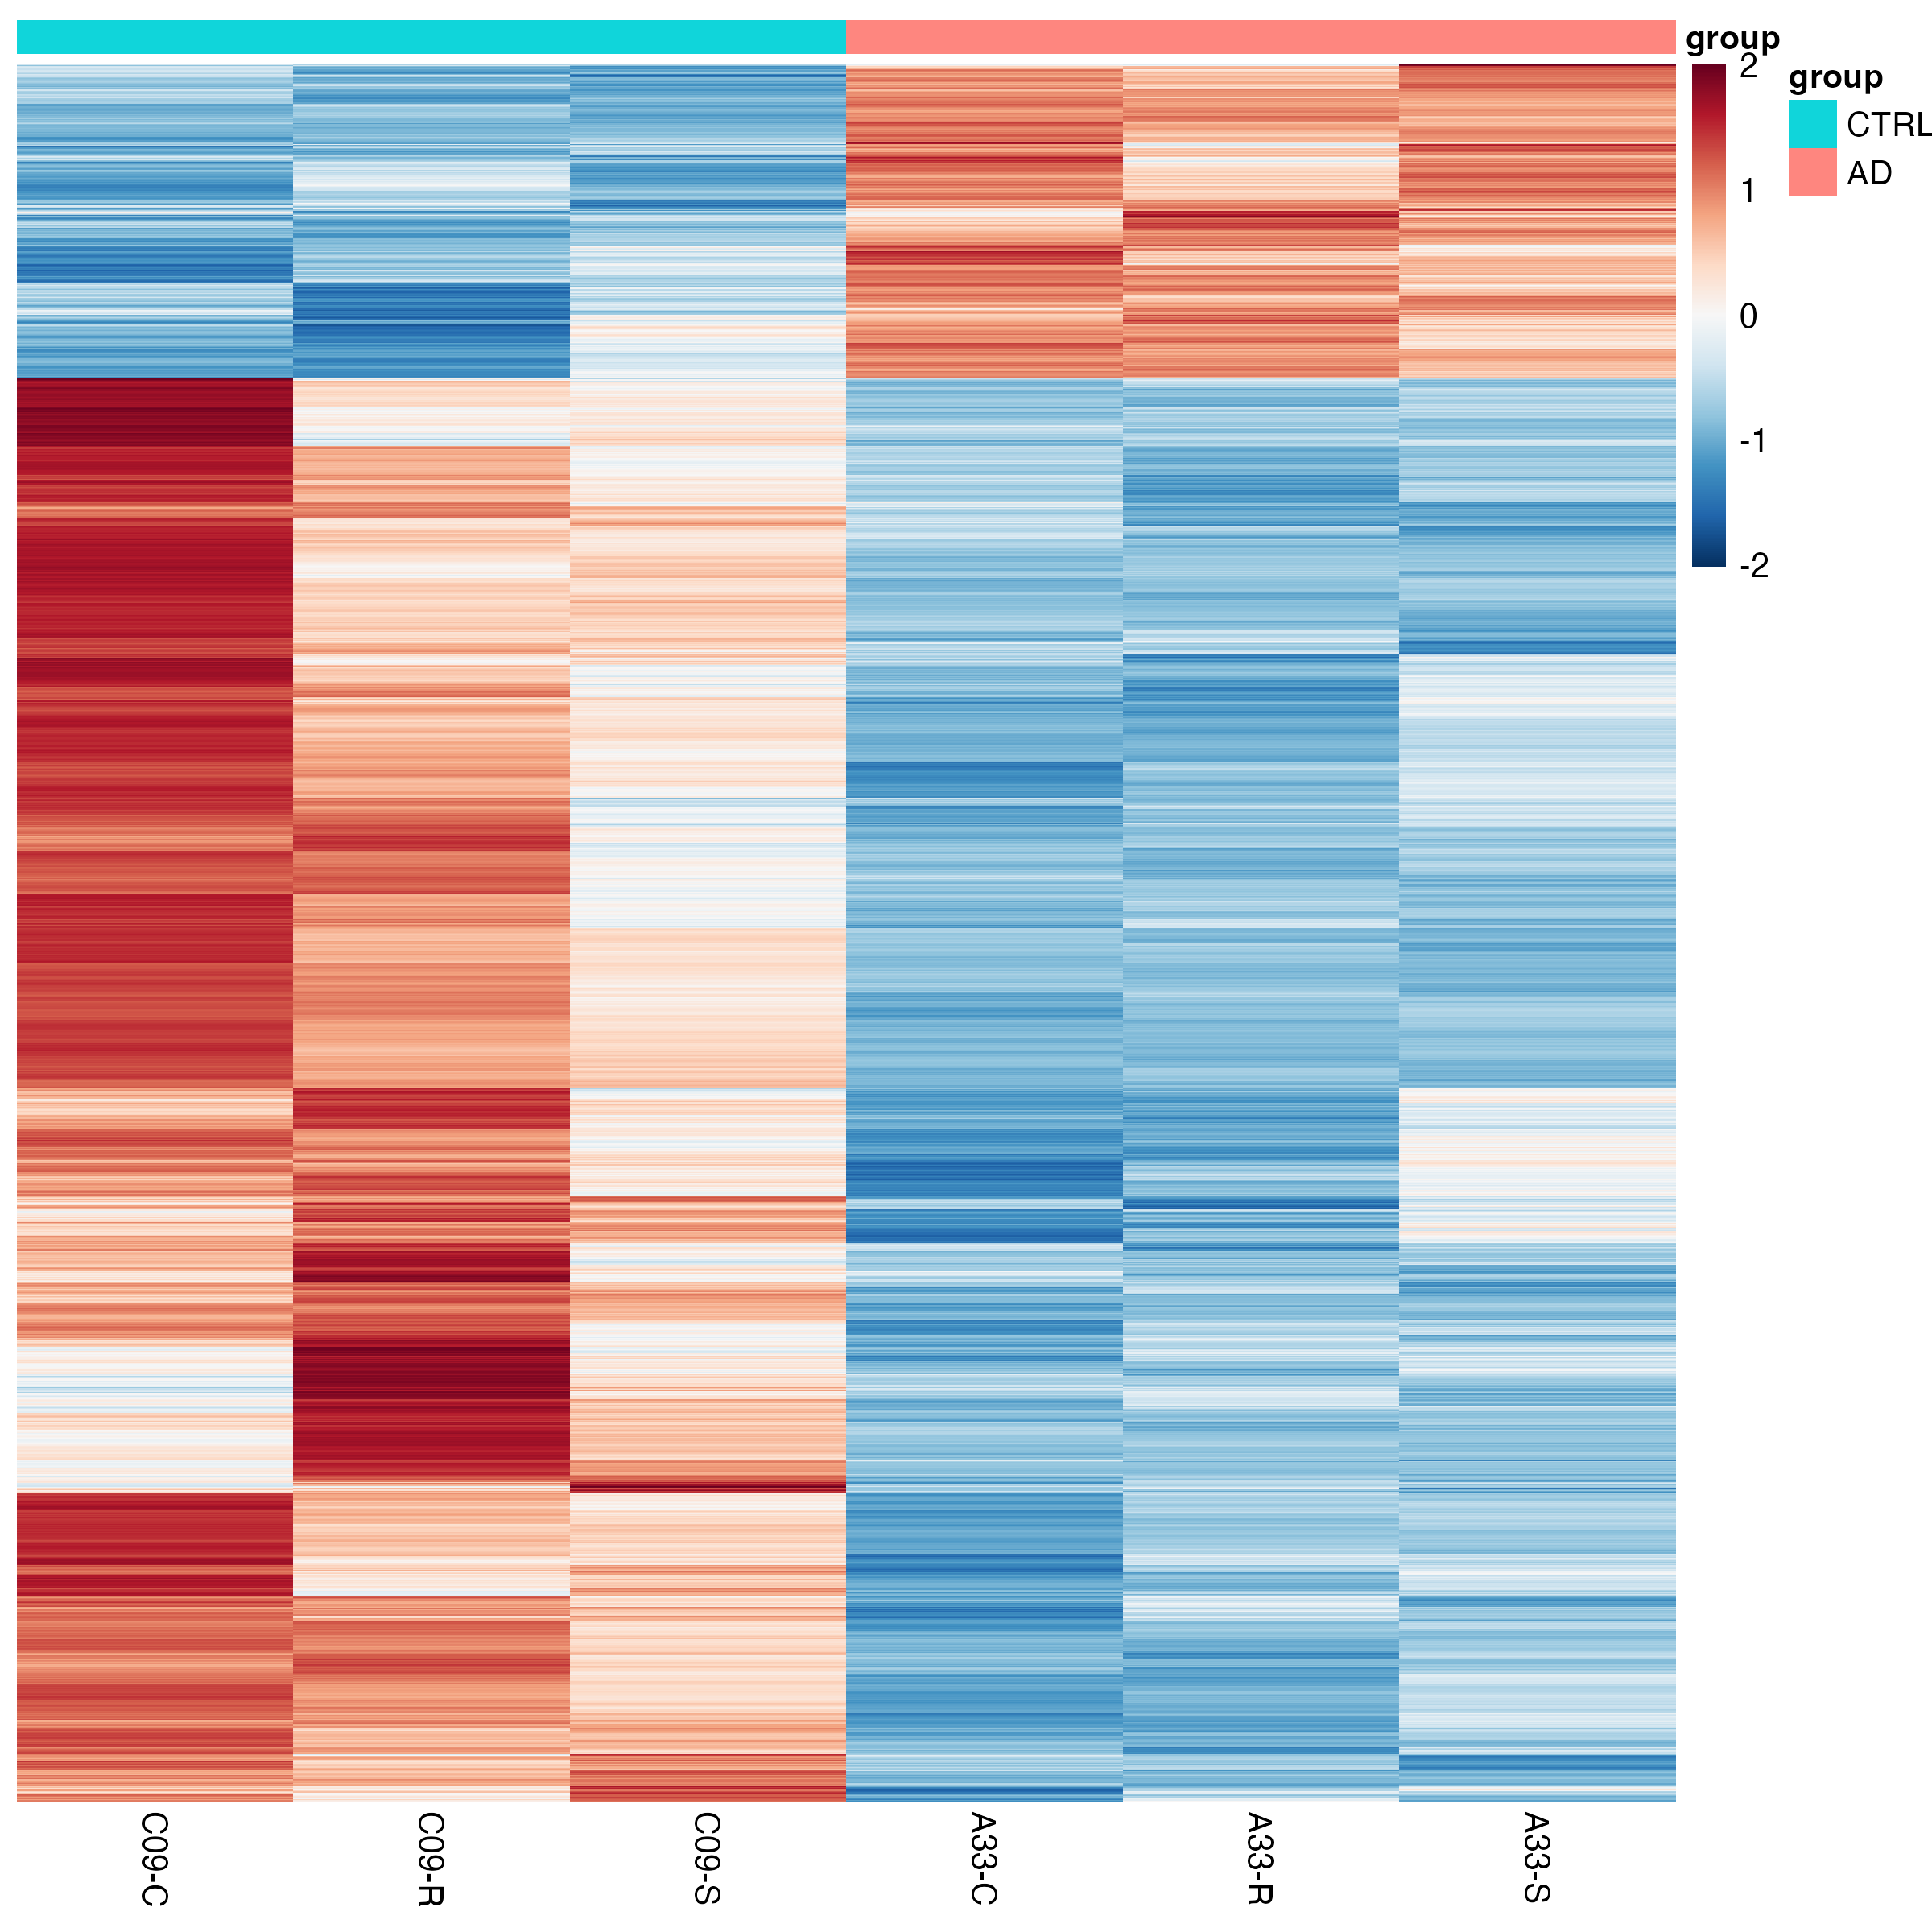 group
2
1
0
-1
-2
group
CTRL
AD
C09-C
C09-R
C09-S
A33-C
A33-R
A33-S